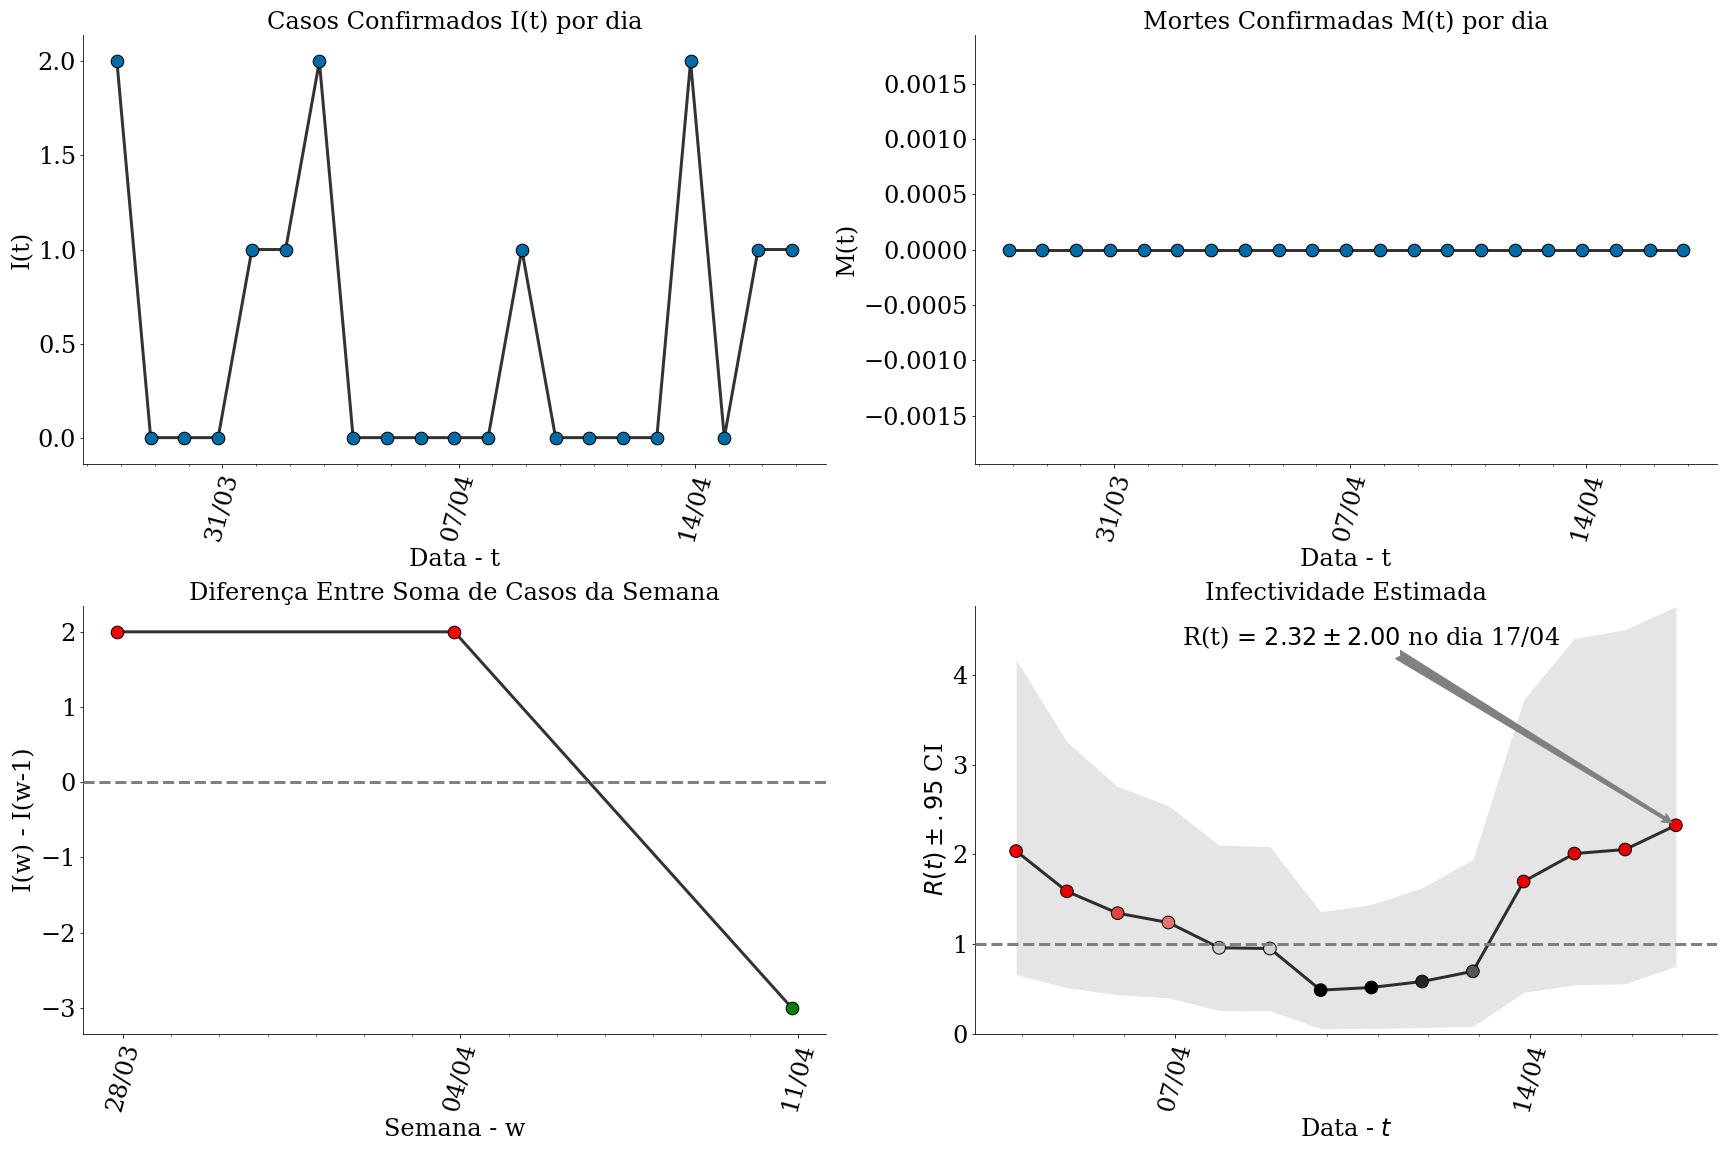 Casos Confirmados I(t) por dia
2.0
1.5
1.0
0.5
0.0
I(t)
31/03
07/04
14/04
Data - t
Mortes Confirmadas M(t) por dia
0.0015
0.0010
0.0005
0.0000
−0.0005
−0.0010
−0.0015
M(t)
31/03
07/04
14/04
Data - t
Diferença Entre Soma de Casos da Semana
2
1
0
−1
−2
−3
I(w) - I(w-1)
28/03
04/04
11/04
Semana - w
Infectividade Estimada
R(t) = 2.32 ± 2.00 no dia 17/04
4
3
2
1
0
R(t) ± .95 CI
07/04
14/04
Data - t